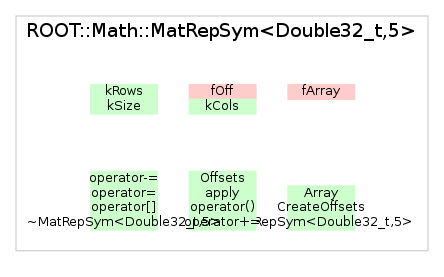 ROOT::Math::MatRepSym<Double32_t,5>
kRows
kSize
fOff
kCols
fArray
operator-=
operator=
operator[]
~MatRepSym<Double32_t,5>
Offsets
apply
operator()
operator+=
Array
CreateOffsets
RepSym<Double32_t,5>